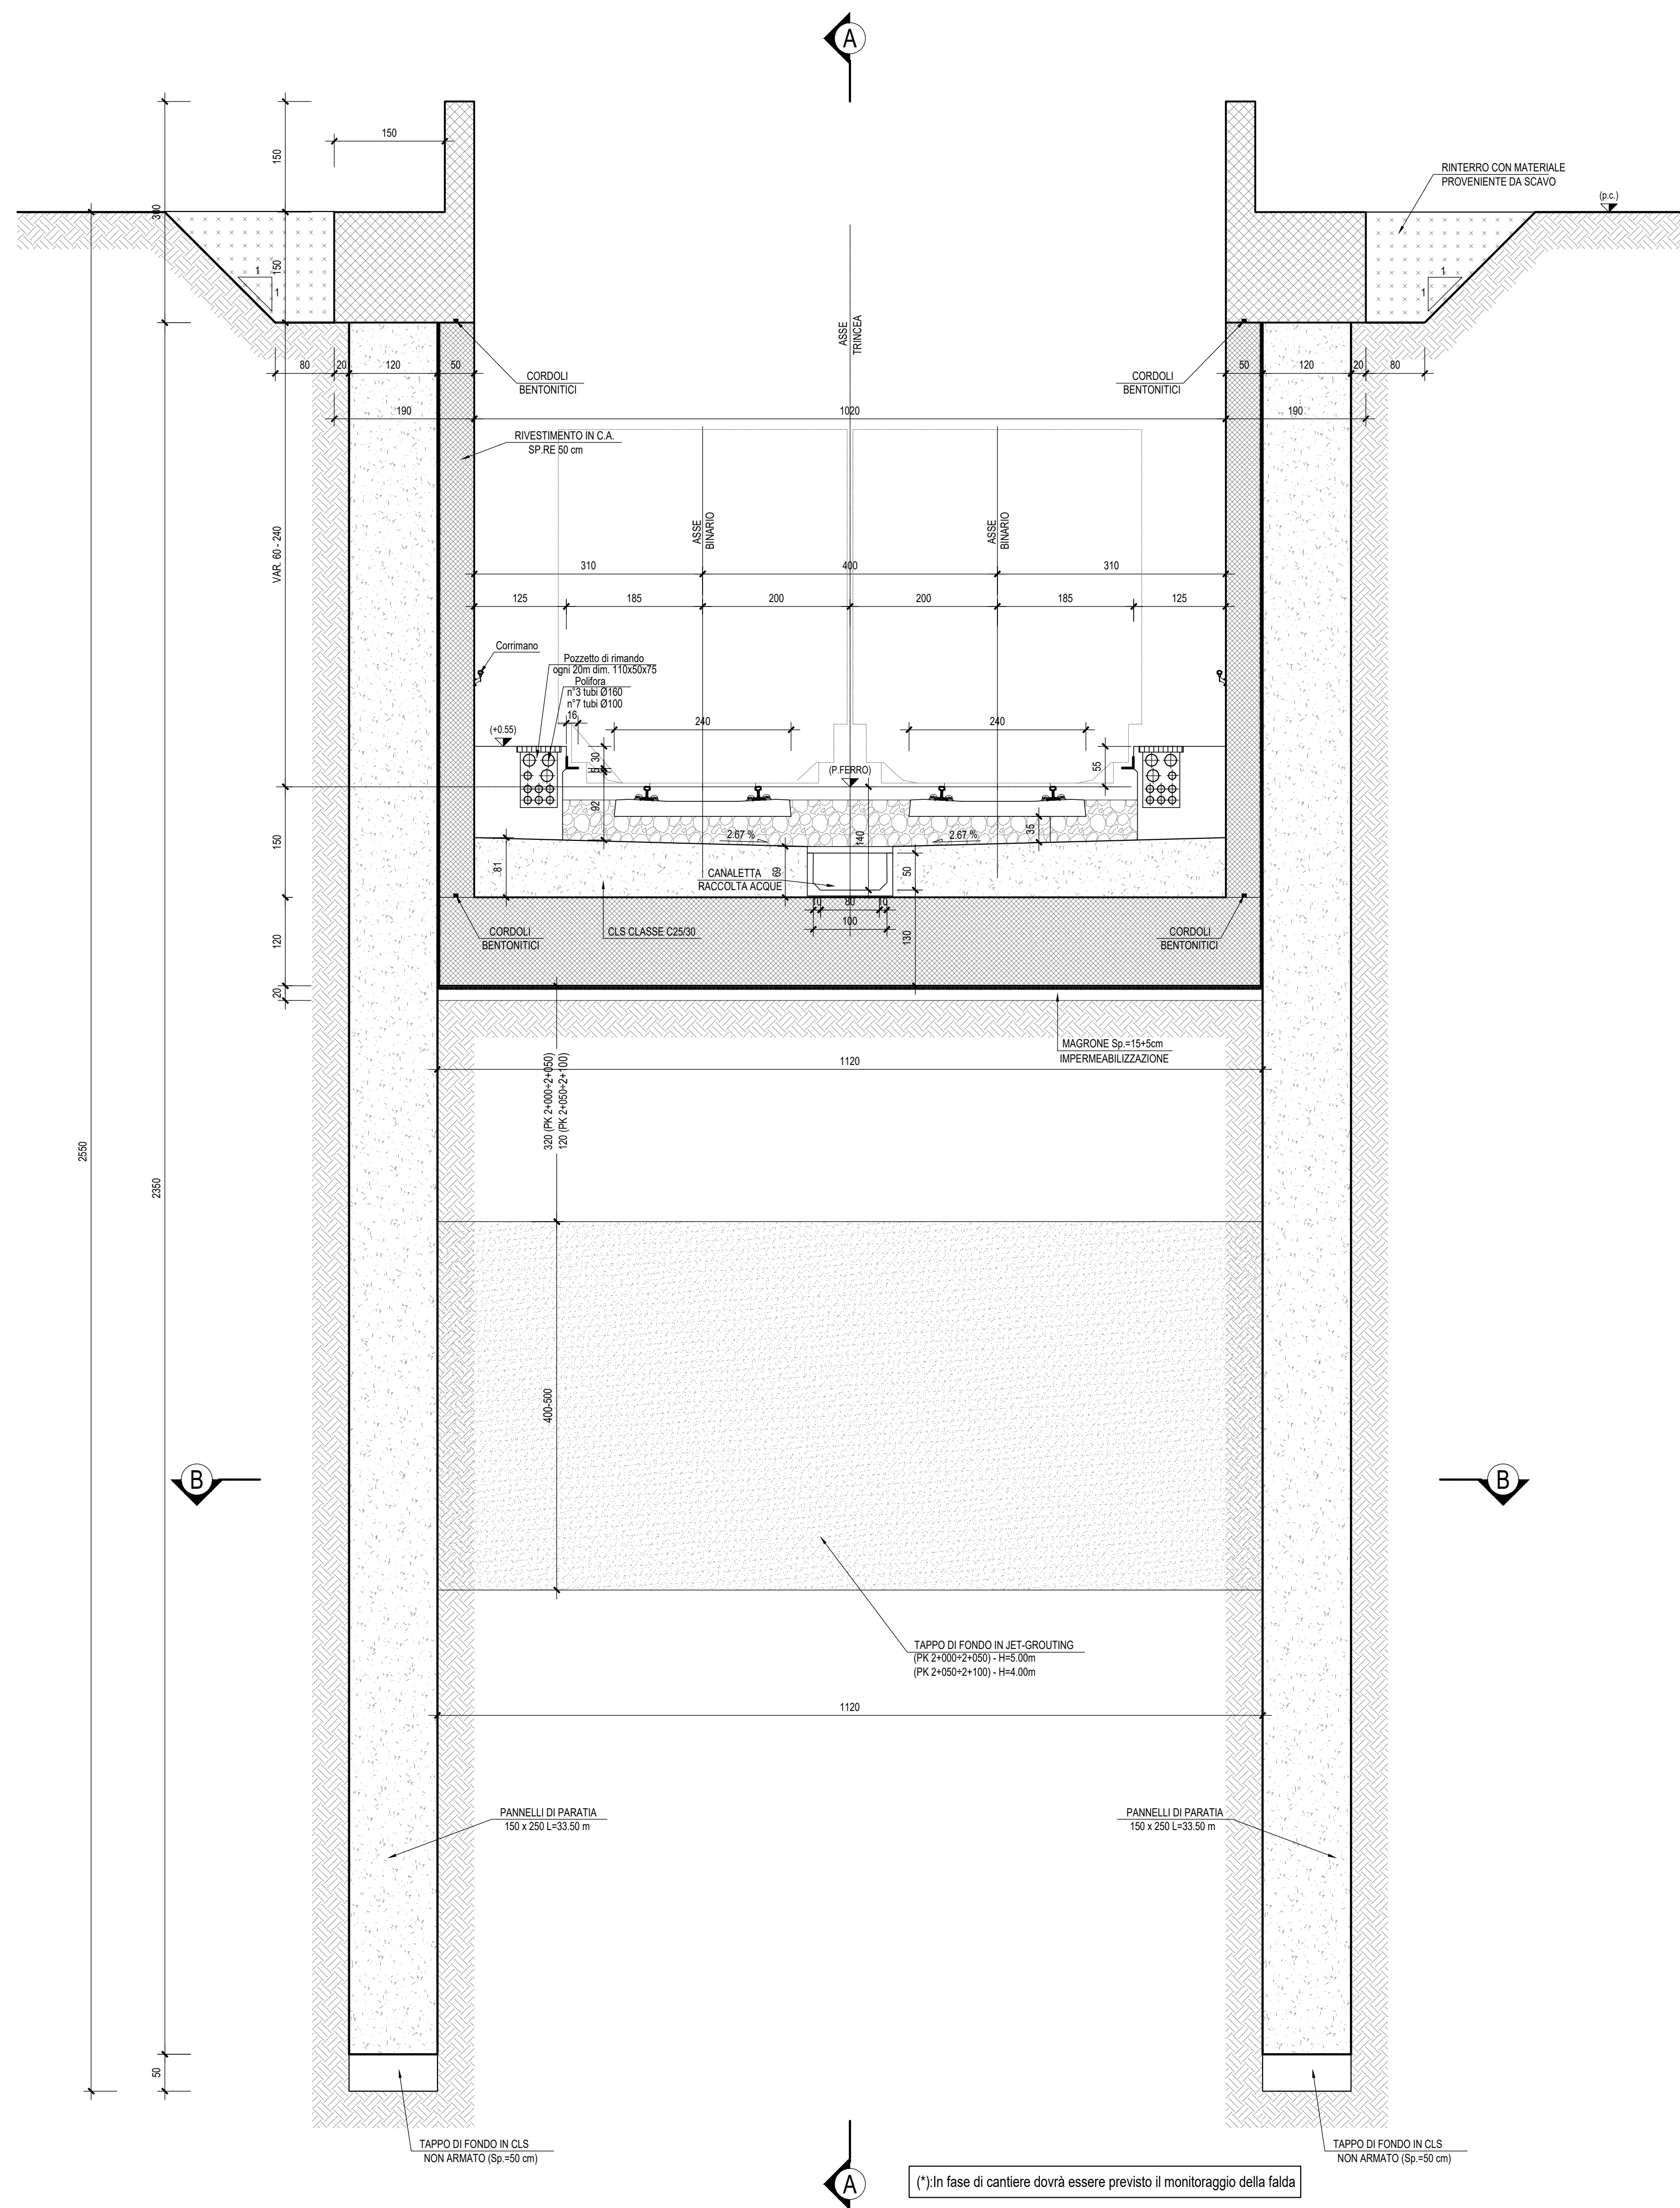 A
150
150
300
150
RINTERRO CON MATERIALE
PROVENIENTE DA SCAVO
(p.c.)
1
1
1
1
ASSE
TRINCEA
80
20
120
50
CORDOLI
BENTONITICI
CORDOLI
BENTONITICI
50
120
20
80
190
1020
190
RIVESTIMENTO IN C.A.
SP.RE 50 cm
VAR. 60 - 240
ASSE
BINARIO
ASSE
BINARIO
310
400
310
125
185
200
200
185
125
Corrimano
Pozzetto di rimando
ogni 20m dim. 110x50x75
Polifora
n°3 tubi Ø160
n°7 tubi Ø100
16
240
240
(+0.55)
30
5
92
(P.FERRO)
55
150
2.67 %
140
2.67 %
35
81
69
50
CANALETTA
RACCOLTA ACQUE
10
80
10
100
130
CORDOLI
BENTONITICI
CLS CLASSE C25/30
CORDOLI
BENTONITICI
120
20
MAGRONE Sp.=15+5cm
IMPERMEABILIZZAZIONE
320 (PK 2+000÷2+050)
120 (PK 2+050÷2+100)
1120
2550
2350
400-500
B
B
TAPPO DI FONDO IN JET-GROUTING
(PK 2+000÷2+050) - H=5.00m
(PK 2+050÷2+100) - H=4.00m
1120
PANNELLI DI PARATIA
150 x 250 L=33.50 m
PANNELLI DI PARATIA
150 x 250 L=33.50 m
50
TAPPO DI FONDO IN CLS
NON ARMATO (Sp.=50 cm)
TAPPO DI FONDO IN CLS
NON ARMATO (Sp.=50 cm)
A
(*):In fase di cantiere dovrà essere previsto il monitoraggio della falda